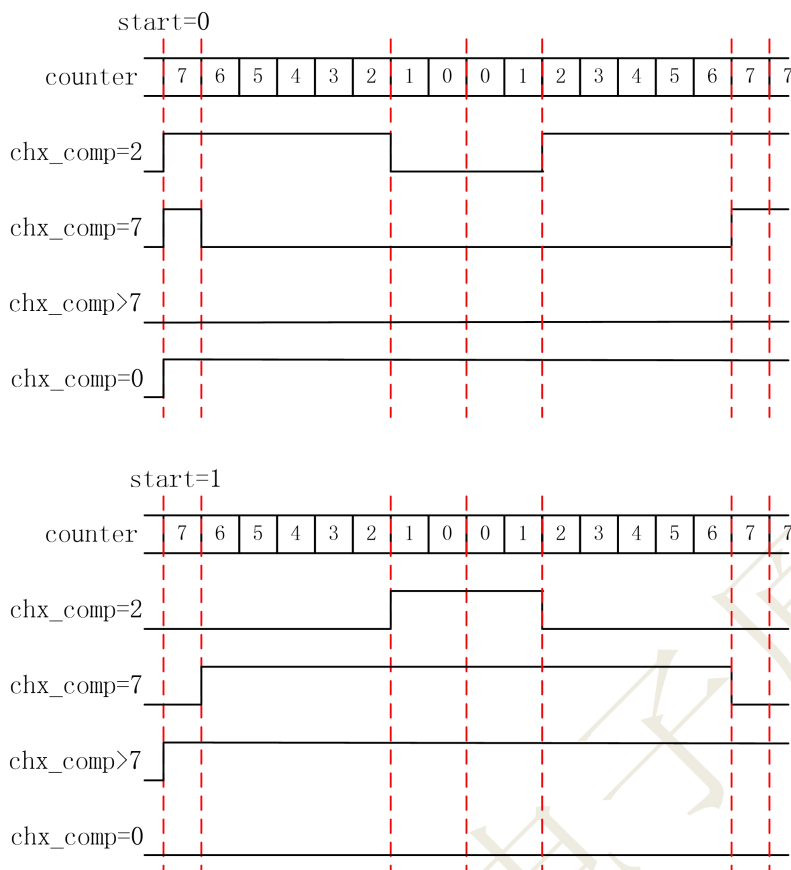 start=0
counter 7 6 5 4 3 2 1 0 0 1 2 3 4 5 6 7 7
chx_comp=2
chx_comp=7
chx_comp>7
chx_comp=0
start=1
counter 7 6 5 4 3 2 1 0 0 1 2 3 4 5 6 7 7
chx_comp=2
chx_comp=7
chx_comp>7
chx_comp=0